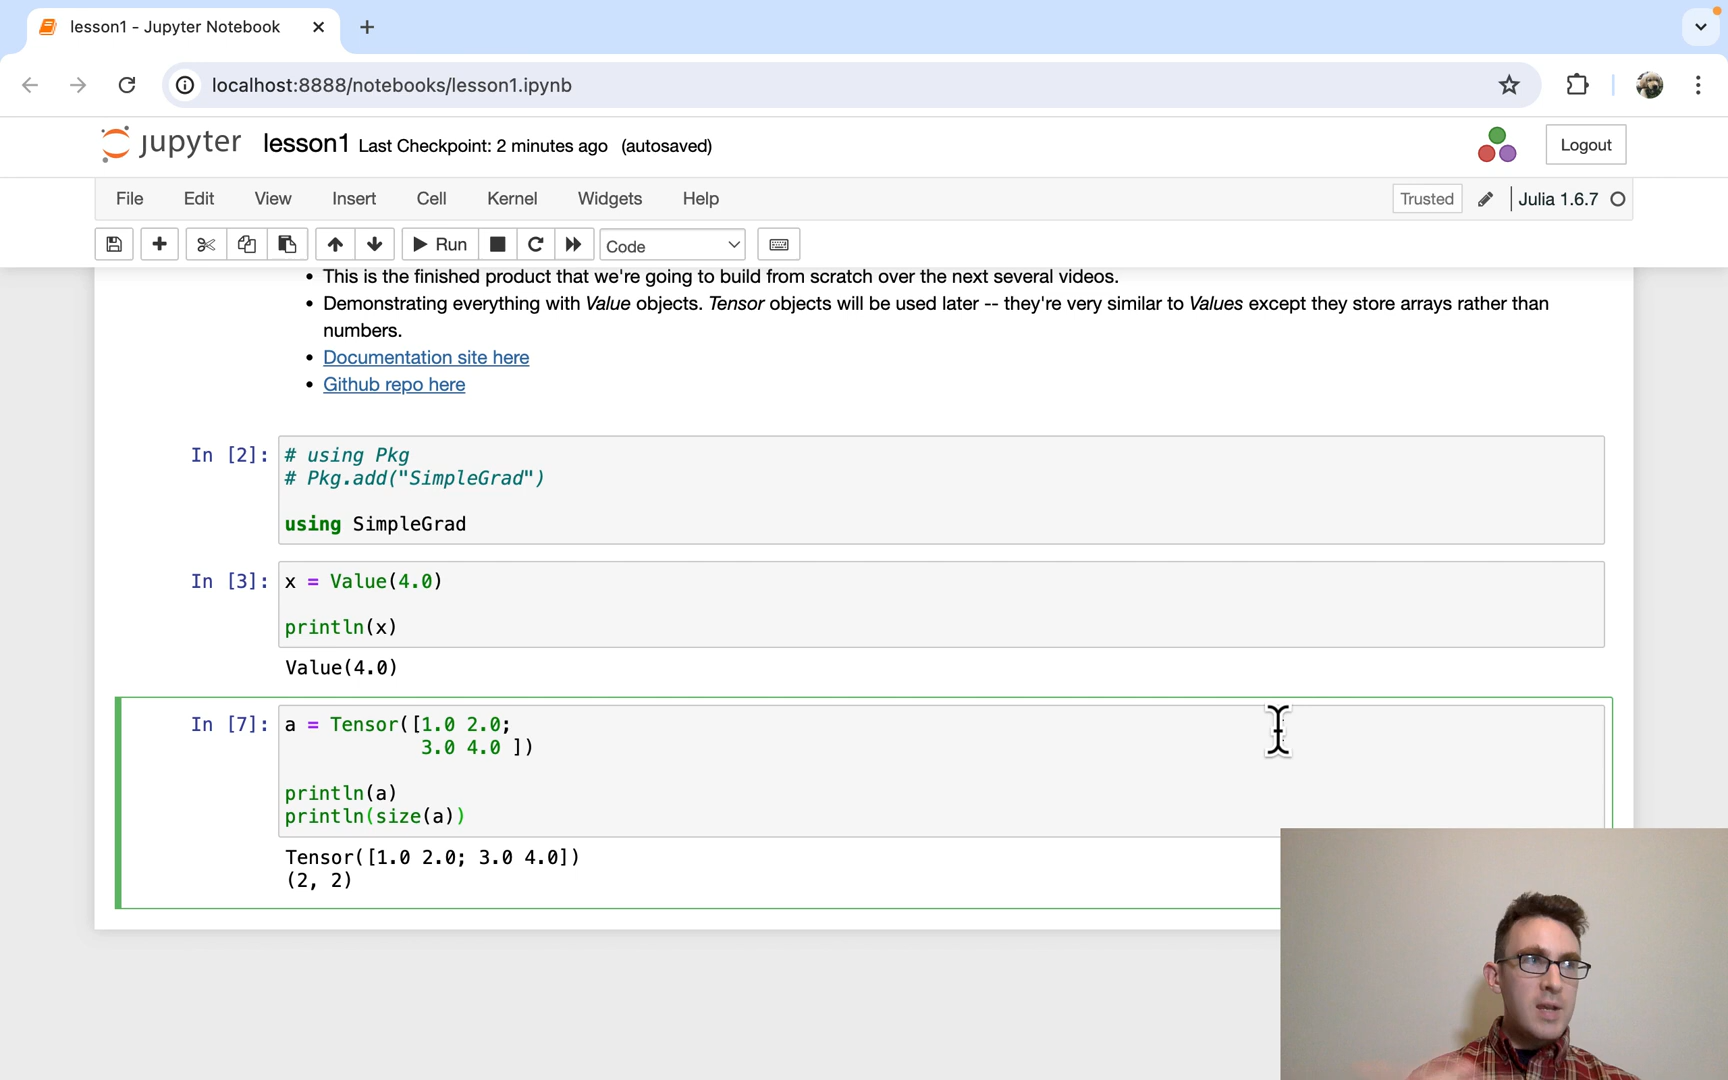 lesson1 - Jupyter Notebook
localhost:8888/notebooks/lesson1.ipynb
jupyter lesson1 Last Checkpoint: 2 minutes ago (autosaved)
Logout
File Edit View Insert Cell Kernel Widgets Help
Trusted
Julia 1.6.7
Run
Code
This is the finished product that we're going to build from scratch over the next several videos.
Demonstrating everything with Value objects. Tensor objects will be used later -- they're very similar to Values except they store arrays rather than
numbers.
Documentation site here
Github repo here
In [2]: # using Pkg
# Pkg.add("SimpleGrad")
using SimpleGrad
In [3]: x = Value(4.0)
println(x)
Value(4.0)
In [7]: a = Tensor([1.0 2.0;
3.0 4.0 ])
println(a)
println(size(a))
Tensor([1.0 2.0; 3.0 4.0])
(2, 2)